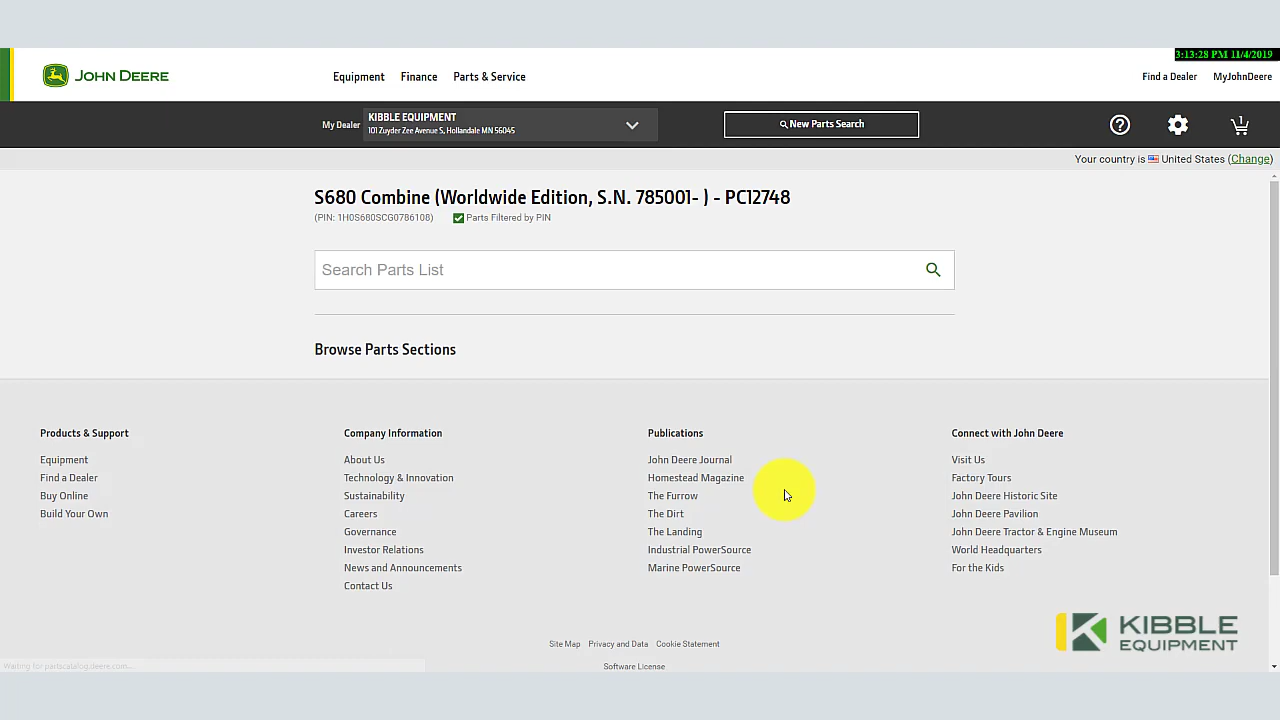 3:13:28 PM 11/4/2019
JOHN DEERE
Equipment Finance Parts & Service
Find a Dealer MyJohnDeere
My Dealer
KIBBLE EQUIPMENT
101 Zuyder Zee Avenue S, Hollandale MN 56045
New Parts Search
1
Your country is United States (Change)
S680 Combine (Worldwide Edition, S.N. 785001- ) - PC12748
(PIN: 1H0S680SCG0786108) Parts Filtered by PIN
Search Parts List
Browse Parts Sections
Products & Support
Equipment
Find a Dealer
Buy Online
Build Your Own
Company Information
About Us
Technology & Innovation
Sustainability
Careers
Governance
Investor Relations
News and Announcements
Contact Us
Publications
John Deere Journal
Homestead Magazine
The Furrow
The Dirt
The Landing
Industrial PowerSource
Marine PowerSource
Connect with John Deere
Visit Us
Factory Tours
John Deere Historic Site
John Deere Pavilion
John Deere Tractor & Engine Museum
World Headquarters
For the Kids
KIBBLE
EQUIPMENT
Site Map Privacy and Data Cookie Statement
Software License
Waiting for partscatalog.deere.com...